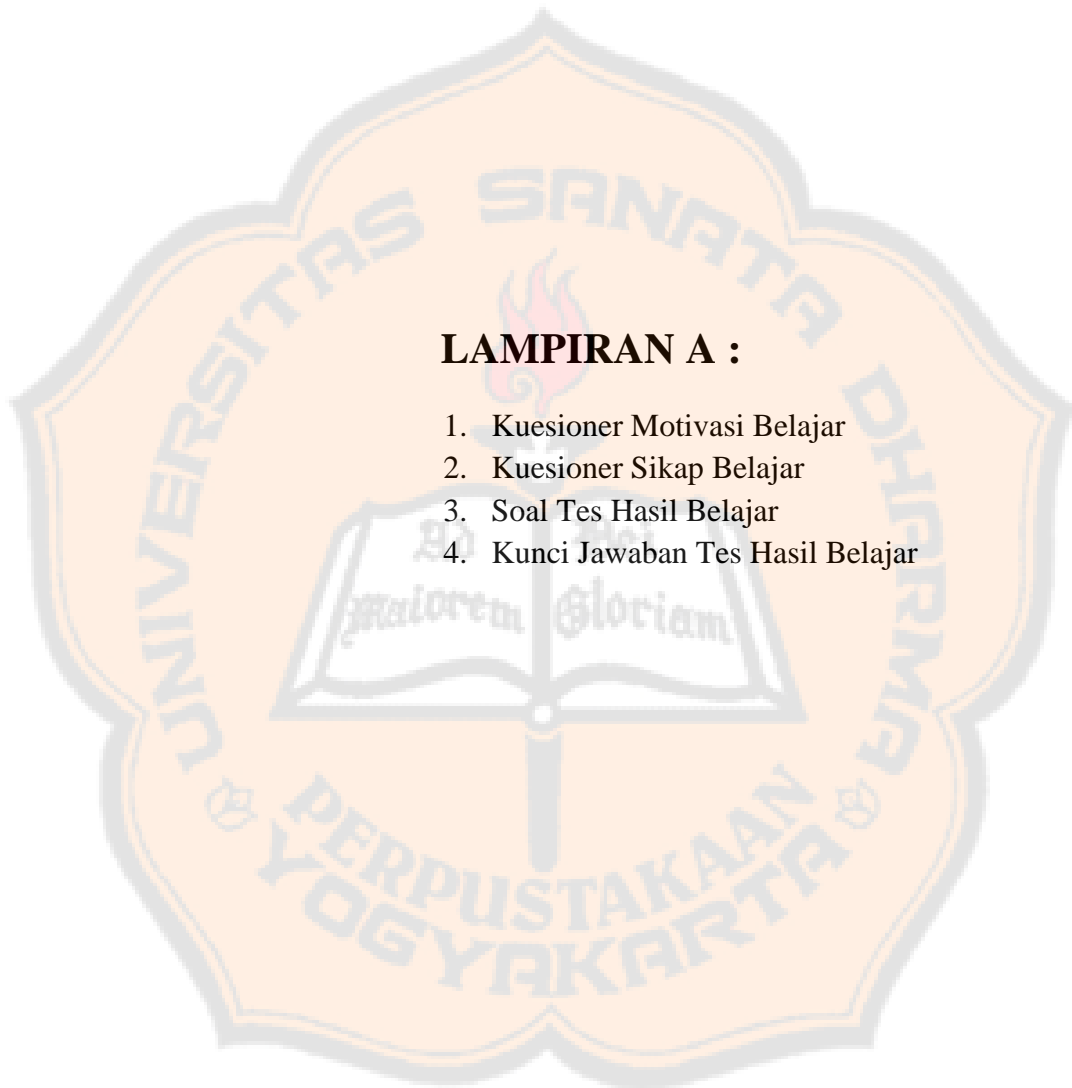 UNIVERSITAS SANATA DHARMA
LAMPIRAN A :
1. Kuesioner Motivasi Belajar
2. Kuesioner Sikap Belajar
3. Soal Tes Hasil Belajar
4. Kunci Jawaban Tes Hasil Belajar
Ad Dei
Maiorem Gloriam
PERPUSTAKAAN
YOGYAKARTA